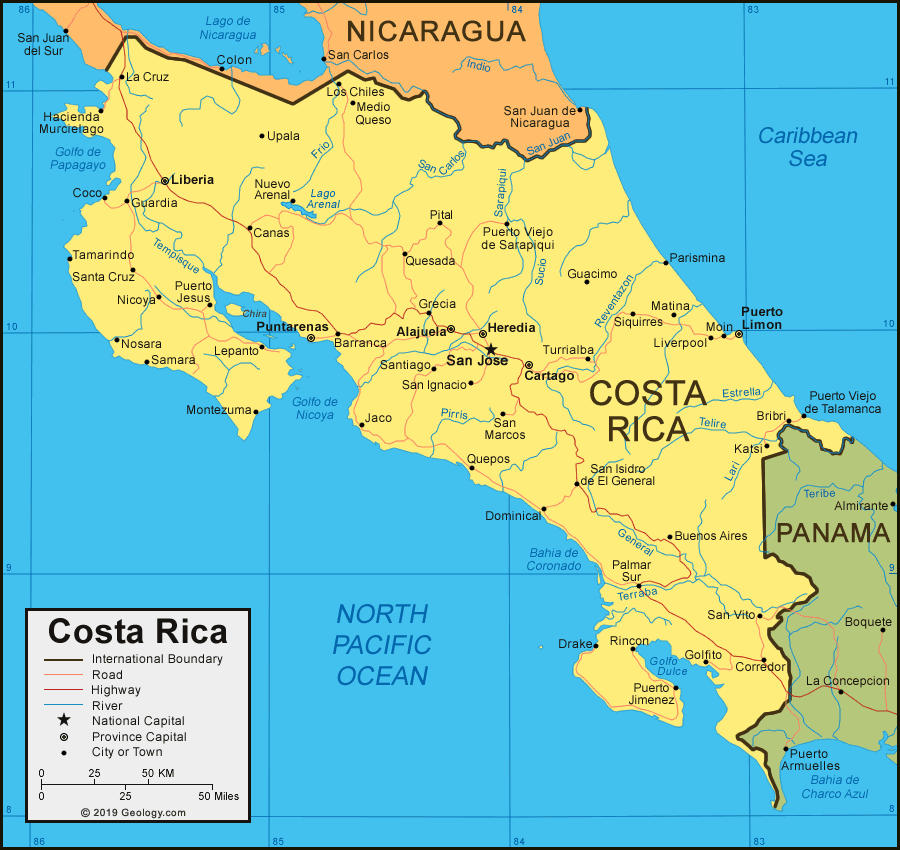 86
85
84
83
San Juan
del Sur
Lago de
Nicaragua
NICARAGUA
Colon
San Carlos
Indio
La Cruz
11
11
Los Chiles
Medio
Queso
Hacienda
Murcielago
San Juan de
Nicaragua
San Juan
Caribbean
Sea
Upala
Frio
Golfo de
Papagayo
San Carlos
Liberia
Sarapiqui
Nuevo
Arenal
Lago
Arenal
Coco
Guardia
Pital
Canas
Puerto Viejo
de Sarapiqui
Tempisque
Tamarindo
Quesada
Parismina
Santa Cruz
Sucio
Guacimo
Puerto
Jesus
Reventazon
Nicoya
Grecia
Matina
Chira
Siquirres
Puerto
Limon
Puntarenas
Alajuela
Heredia
Moin
10
10
Barranca
Liverpool
Nosara
Lepanto
San Jose
Turrialba
Samara
Santiago
Cartago
San Ignacio
COSTA
RICA
Estrella
Golfo de
Nicoya
Montezuma
Puerto Viejo
de Talamanca
Jaco
Pirris
San
Marcos
Telire
Bribri
Katsi
Quepos
San Isidro
de El General
Lari
Teribe
Dominical
Almirante
PANAMA
General
Buenos Aires
Bahia de
Coronado
Palmar
Sur
9
9
Terraba
NORTH
PACIFIC
OCEAN
San Vito
Boquete
Drake
Rincon
Golfo
Dulce
Golfito
Corredor
Puerto
Jimenez
La Concepcion
Puerto
Armuelles
Bahia de
Charco Azul
Costa Rica
International Boundary
Road
Highway
River
National Capital
Province Capital
City or Town
0 25 50 KM
0 25 50 Miles
© 2019 Geology.com
8
8
86
85
84
83